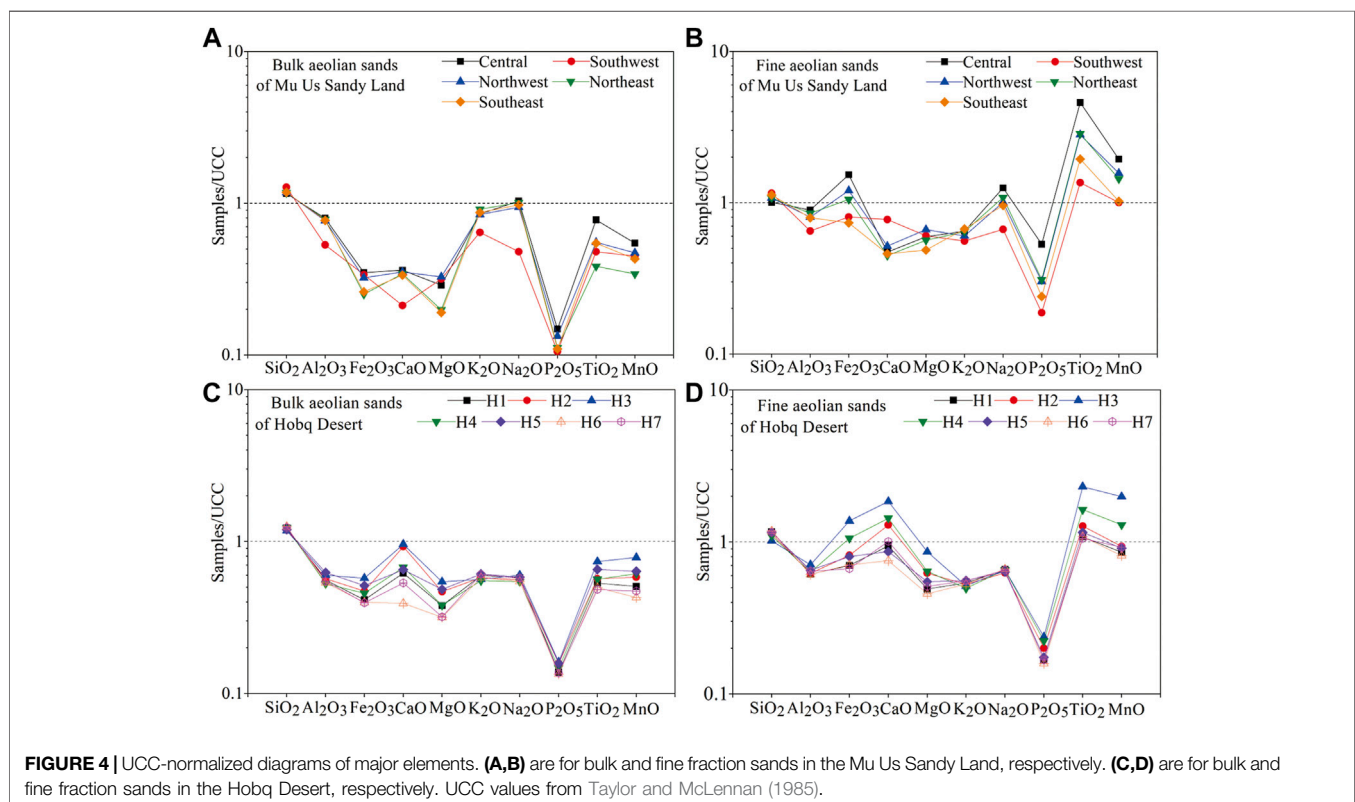 A
10
Bulk aeolian sands
of Mu Us Sandy Land
Central Southwest
Northwest Northeast
Southeast
Samples/UCC
1
0.1
SiO₂ Al₂O₃ Fe₂O₃ CaO MgO K₂O Na₂O P₂O₅ TiO₂ MnO
B
10
Fine aeolian sands
of Mu Us Sandy Land
Central Southwest
Northwest Northeast
Southeast
Samples/UCC
1
0.1
SiO₂ Al₂O₃ Fe₂O₃ CaO MgO K₂O Na₂O P₂O₅ TiO₂ MnO
C
10
Bulk aeolian sands
of Hobq Desert
H1 H2 H3
H4 H5 H6 H7
Samples/UCC
1
0.1
SiO₂ Al₂O₃ Fe₂O₃ CaO MgO K₂O Na₂O P₂O₅ TiO₂ MnO
D
10
Fine aeolian sands
of Hobq Desert
H1 H2 H3
H4 H5 H6 H7
Samples/UCC
1
0.1
SiO₂ Al₂O₃ Fe₂O₃ CaO MgO K₂O Na₂O P₂O₅ TiO₂ MnO
FIGURE 4 | UCC-normalized diagrams of major elements. (A,B) are for bulk and fine fraction sands in the Mu Us Sandy Land, respectively. (C,D) are for bulk and
fine fraction sands in the Hobq Desert, respectively. UCC values from Taylor and McLennan (1985).